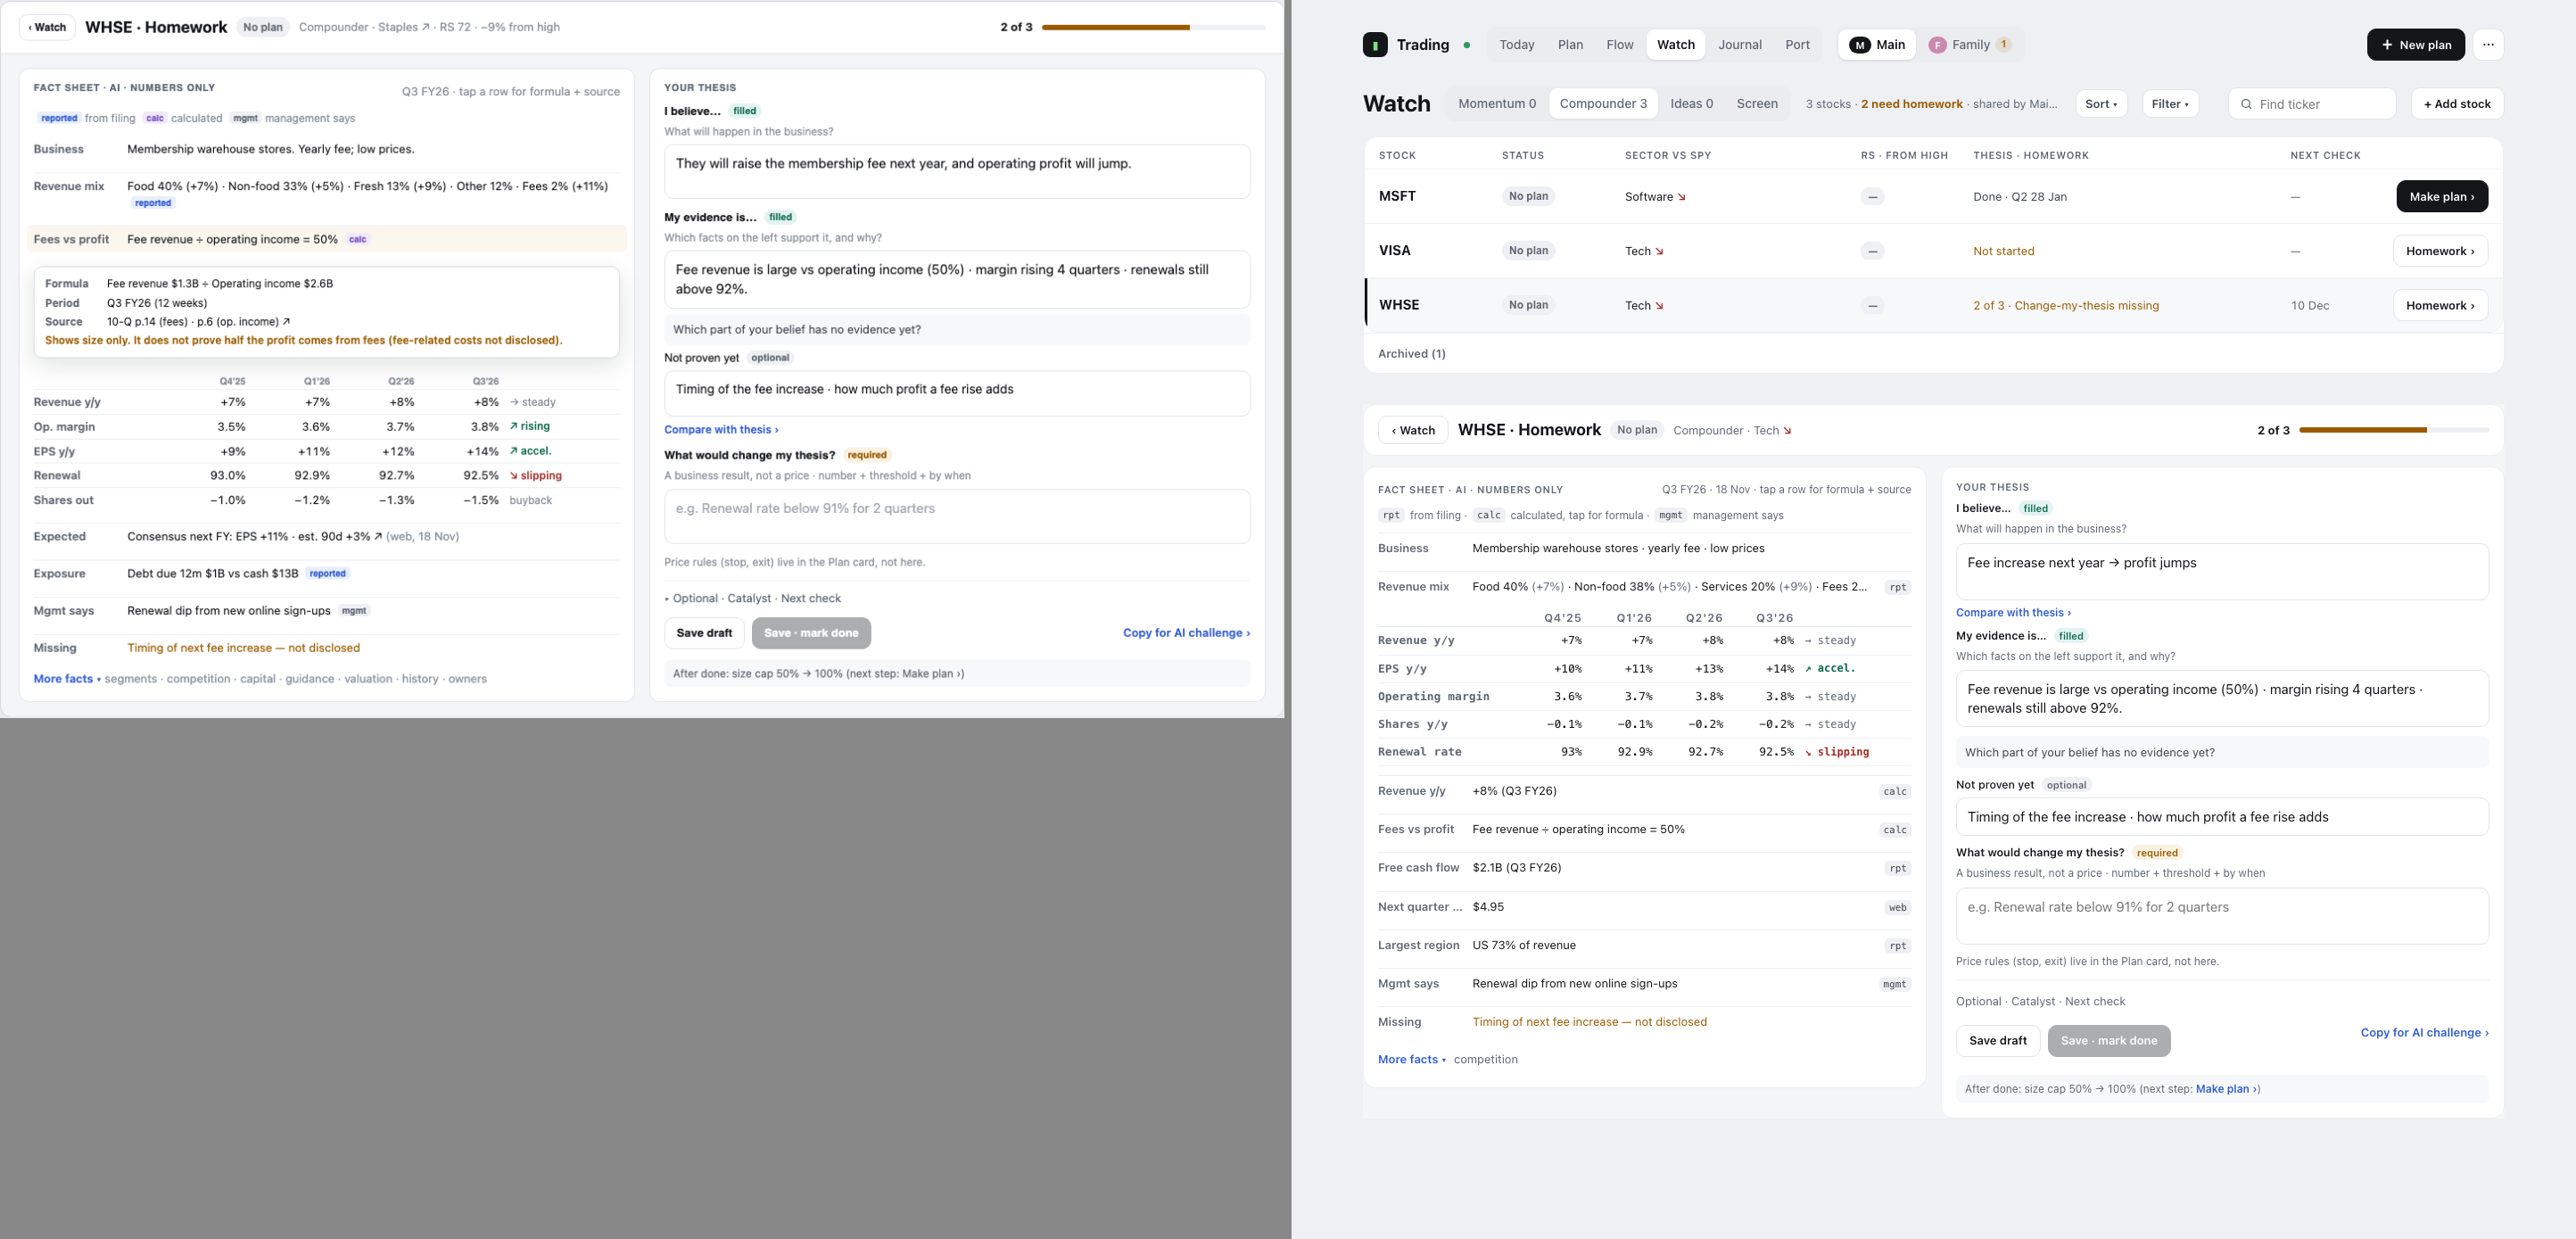 ‹ Watch WHSE · Homework No plan Compounder · Staples ↗ · RS 72 · −9% from high 2 of 3
FACT SHEET · AI · NUMBERS ONLY Q3 FY26 · tap a row for formula + source
reported from filing calc calculated mgmt management says
Business Membership warehouse stores. Yearly fee; low prices.
Revenue mix Food 40% (+7%) · Non-food 33% (+5%) · Fresh 13% (+9%) · Other 12% · Fees 2% (+11%)
reported
Fees vs profit Fee revenue ÷ operating income = 50% calc
Formula Fee revenue $1.3B ÷ Operating income $2.6B
Period Q3 FY26 (12 weeks)
Source 10-Q p.14 (fees) · p.6 (op. income) ↗
Shows size only. It does not prove half the profit comes from fees (fee-related costs not disclosed).
Q4'25 Q1'26 Q2'26 Q3'26
Revenue y/y +7% +7% +8% +8% → steady
Op. margin 3.5% 3.6% 3.7% 3.8% ↗ rising
EPS y/y +9% +11% +12% +14% ↗ accel.
Renewal 93.0% 92.9% 92.7% 92.5% ↘ slipping
Shares out −1.0% −1.2% −1.3% −1.5% buyback
Expected Consensus next FY: EPS +11% · est. 90d +3% ↗ (web, 18 Nov)
Exposure Debt due 12m $1B vs cash $13B reported
Mgmt says Renewal dip from new online sign-ups mgmt
Missing Timing of next fee increase — not disclosed
More facts ▾ segments · competition · capital · guidance · valuation · history · owners
YOUR THESIS
I believe... filled
What will happen in the business?
They will raise the membership fee next year, and operating profit will jump.
My evidence is... filled
Which facts on the left support it, and why?
Fee revenue is large vs operating income (50%) · margin rising 4 quarters · renewals still
above 92%.
Which part of your belief has no evidence yet?
Not proven yet optional
Timing of the fee increase · how much profit a fee rise adds
Compare with thesis ›
What would change my thesis? required
A business result, not a price · number + threshold + by when
e.g. Renewal rate below 91% for 2 quarters
Price rules (stop, exit) live in the Plan card, not here.
▸ Optional · Catalyst · Next check
Save draft Save · mark done Copy for AI challenge ›
After done: size cap 50% → 100% (next step: Make plan ›)
Trading Today Plan Flow Watch Journal Port M Main F Family 1 + New plan ···
Watch Momentum 0 Compounder 3 Ideas 0 Screen 3 stocks · 2 need homework · shared by Mai... Sort ▾ Filter ▾ Find ticker + Add stock
STOCK STATUS SECTOR VS SPY RS · FROM HIGH THESIS · HOMEWORK NEXT CHECK
MSFT No plan Software ↘ — Done · Q2 28 Jan — Make plan ›
VISA No plan Tech ↘ — Not started — Homework ›
WHSE No plan Tech ↘ — 2 of 3 · Change-my-thesis missing 10 Dec Homework ›
Archived (1)
‹ Watch WHSE · Homework No plan Compounder · Tech ↘ 2 of 3
FACT SHEET · AI · NUMBERS ONLY Q3 FY26 · 18 Nov · tap a row for formula + source
rpt from filing · calc calculated, tap for formula · mgmt management says
Business Membership warehouse stores · yearly fee · low prices
Revenue mix Food 40% (+7%) · Non-food 38% (+5%) · Services 20% (+9%) · Fees 2... rpt
Q4'25 Q1'26 Q2'26 Q3'26
Revenue y/y +7% +7% +8% +8% → steady
EPS y/y +10% +11% +13% +14% ↗ accel.
Operating margin 3.6% 3.7% 3.8% 3.8% → steady
Shares y/y −0.1% −0.1% −0.2% −0.2% → steady
Renewal rate 93% 92.9% 92.7% 92.5% ↘ slipping
Revenue y/y +8% (Q3 FY26) calc
Fees vs profit Fee revenue ÷ operating income = 50% calc
Free cash flow $2.1B (Q3 FY26) rpt
Next quarter ... $4.95 web
Largest region US 73% of revenue rpt
Mgmt says Renewal dip from new online sign-ups mgmt
Missing Timing of next fee increase — not disclosed
More facts ▾ competition
YOUR THESIS
I believe... filled
What will happen in the business?
Fee increase next year → profit jumps
Compare with thesis ›
My evidence is... filled
Which facts on the left support it, and why?
Fee revenue is large vs operating income (50%) · margin rising 4 quarters ·
renewals still above 92%.
Which part of your belief has no evidence yet?
Not proven yet optional
Timing of the fee increase · how much profit a fee rise adds
What would change my thesis? required
A business result, not a price · number + threshold + by when
e.g. Renewal rate below 91% for 2 quarters
Price rules (stop, exit) live in the Plan card, not here.
Optional · Catalyst · Next check
Save draft Save · mark done Copy for AI challenge ›
After done: size cap 50% → 100% (next step: Make plan ›)